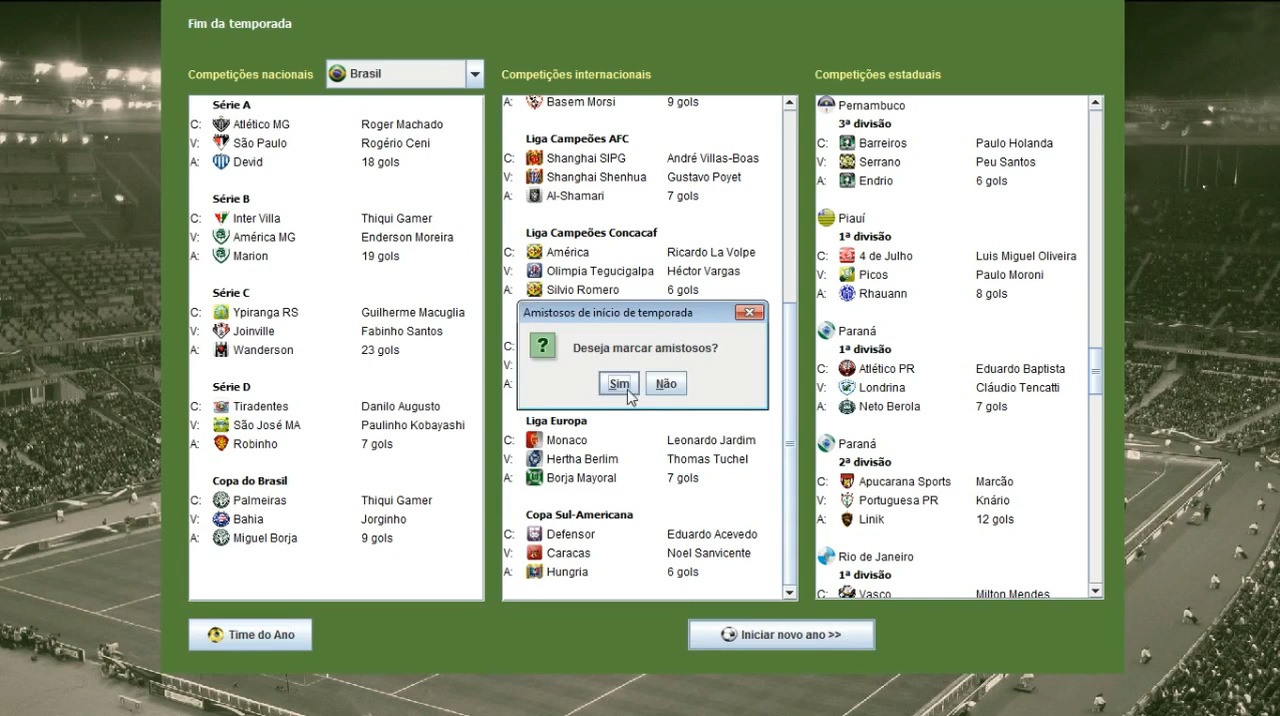 Fim da temporada
Competições nacionais
Brasil
Série A
C: Atlético MG Roger Machado
V: São Paulo Rogério Ceni
A: Devid 18 gols
Série B
C: Inter Villa Thiqui Gamer
V: América MG Enderson Moreira
A: Marion 19 gols
Série C
C: Ypiranga RS Guilherme Macuglia
V: Joinville Fabinho Santos
A: Wanderson 23 gols
Série D
C: Tiradentes Danilo Augusto
V: São José MA Paulinho Kobayashi
A: Robinho 7 gols
Copa do Brasil
C: Palmeiras Thiqui Gamer
V: Bahia Jorginho
A: Miguel Borja 9 gols
Time do Ano
Competições internacionais
A: Basem Morsi 9 gols
Liga Campeões AFC
C: Shanghai SIPG André Villas-Boas
V: Shanghai Shenhua Gustavo Poyet
A: Al-Shamari 7 gols
Liga Campeões Concacaf
C: América Ricardo La Volpe
V: Olimpia Tegucigalpa Héctor Vargas
A: Silvio Romero 6 gols
C:
V:
A:
Amistosos de início de temporada
Deseja marcar amistosos?
Sim Não
Liga Europa
C: Monaco Leonardo Jardim
V: Hertha Berlim Thomas Tuchel
A: Borja Mayoral 7 gols
Copa Sul-Americana
C: Defensor Eduardo Acevedo
V: Caracas Noel Sanvicente
A: Hungria 6 gols
Iniciar novo ano >>
Competições estaduais
Pernambuco
3ª divisão
C: Barreiros Paulo Holanda
V: Serrano Peu Santos
A: Endrio 6 gols
Piauí
1ª divisão
C: 4 de Julho Luis Miguel Oliveira
V: Picos Paulo Moroni
A: Rhauann 8 gols
Paraná
1ª divisão
C: Atlético PR Eduardo Baptista
V: Londrina Cláudio Tencatti
A: Neto Berola 7 gols
Paraná
2ª divisão
C: Apucarana Sports Marcão
V: Portuguesa PR Knário
A: Linik 12 gols
Rio de Janeiro
1ª divisão
C: Vasco Milton Mendes